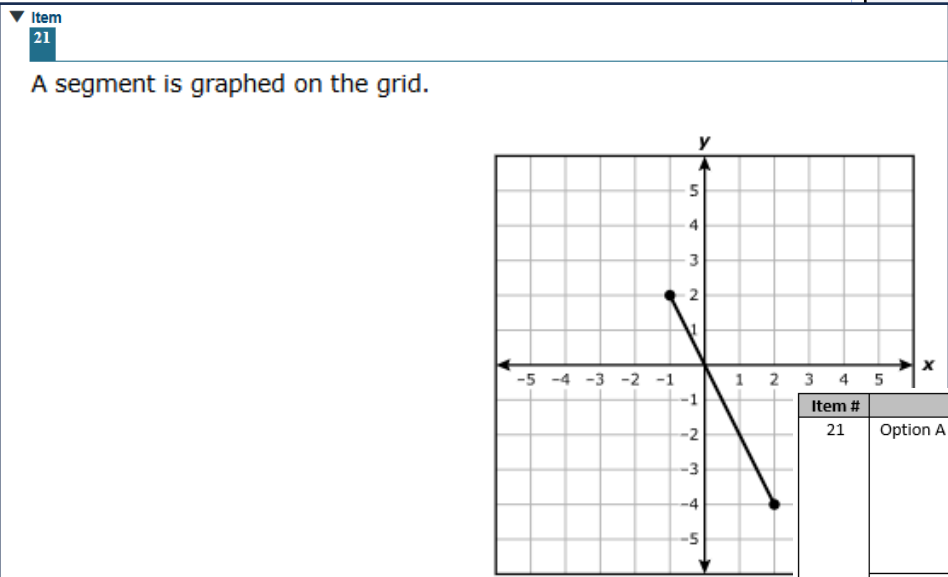 Item
21
A segment is graphed on the grid.
y
5
4
3
2
1
-5 -4 -3 -2 -1 1 2 3 4 5 x
-1
-2
-3
-4
-5
Item #
21 Option A